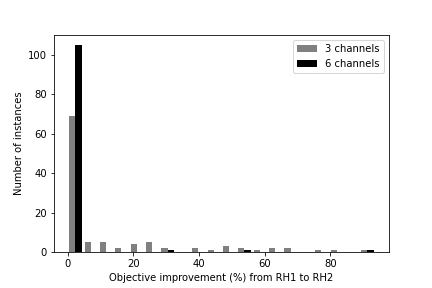 3 channels
6 channels
Number of instances
100
80
60
40
20
0
0 20 40 60 80
Objective improvement (%) from RH1 to RH2